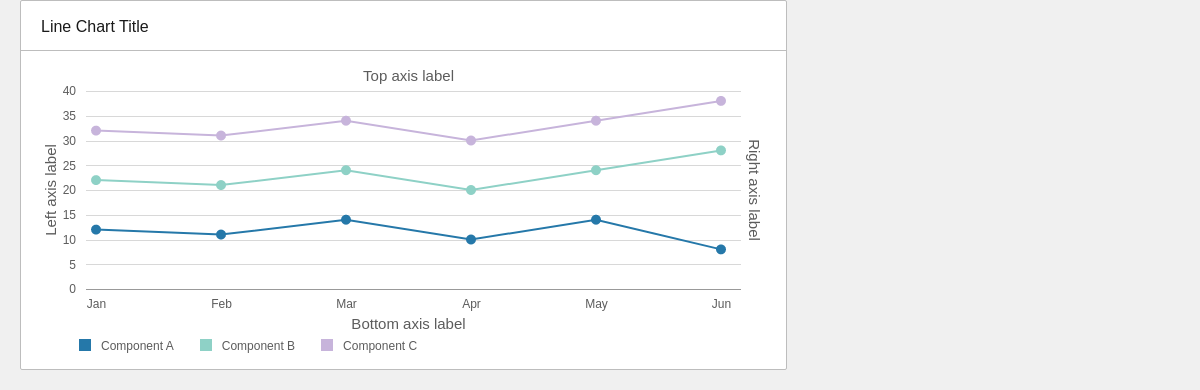 Line Chart Title
Top axis label
40
35
30
25
20
15
10
5
0
Left axis label
Right axis label
Jan Feb Mar Apr May Jun
Bottom axis label
Component A Component B Component C